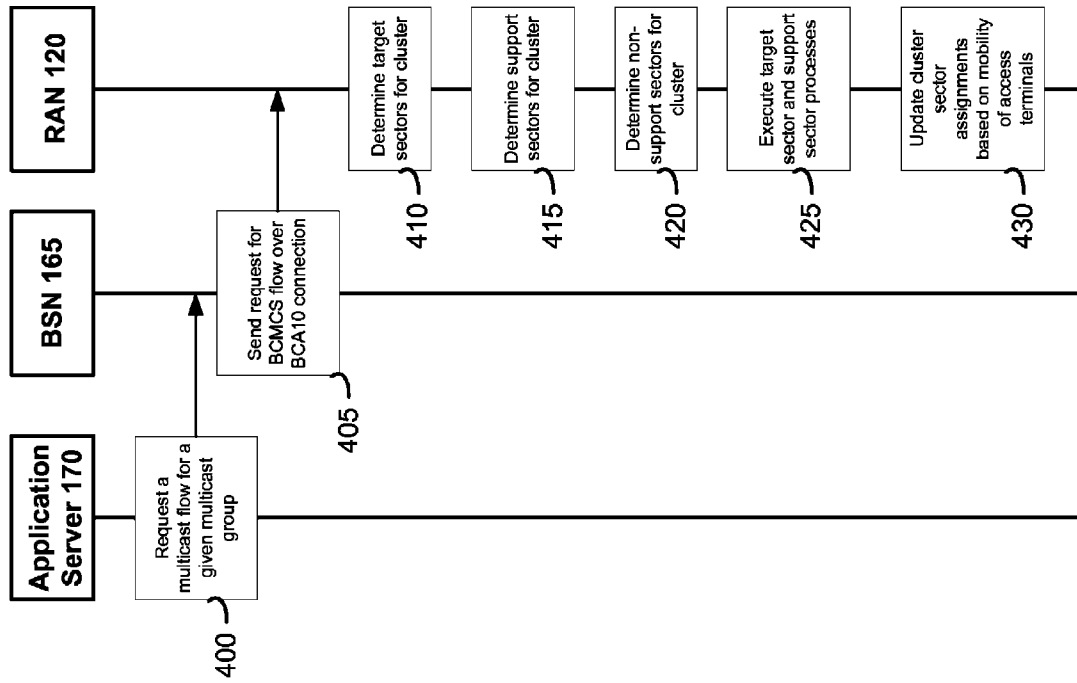 Application
Server 170
BSN 165
RAN 120
Request a
multicast flow for a
given multicast
group
400
Send request for
BCMCS flow over
BCA10 connection
405
Determine target
sectors for cluster
410
Determine support
sectors for cluster
415
Determine non-
support sectors for
cluster
420
Execute target
sector and support
sector processes
425
Update cluster
sector
assignments
based on mobility
of access
terminals
430